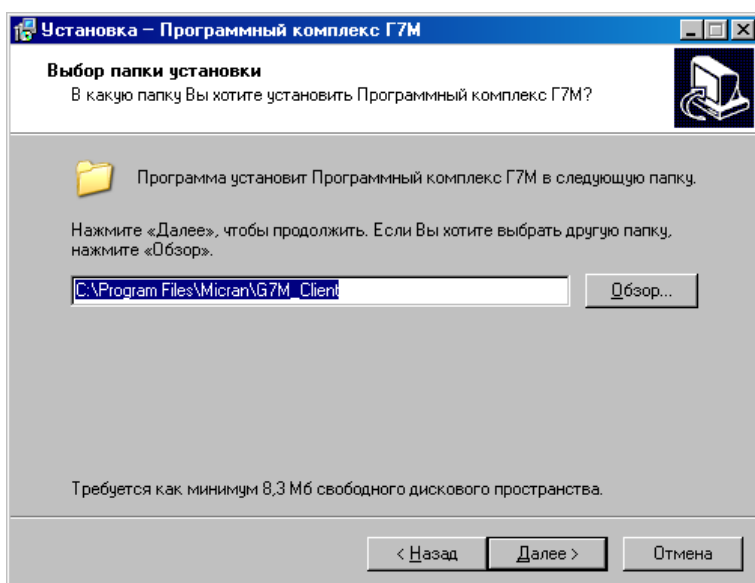 Установка – Программный комплекс Г7М
Выбор папки установки
В какую папку Вы хотите установить Программный комплекс Г7М?
Программа установит Программный комплекс Г7М в следующую папку.
Нажмите «Далее», чтобы продолжить. Если Вы хотите выбрать другую папку,
нажмите «Обзор».
C:\Program Files\Micran\G7M_Client
Обзор...
Требуется как минимум 8,3 Мб свободного дискового пространства.
< Назад
Далее >
Отмена